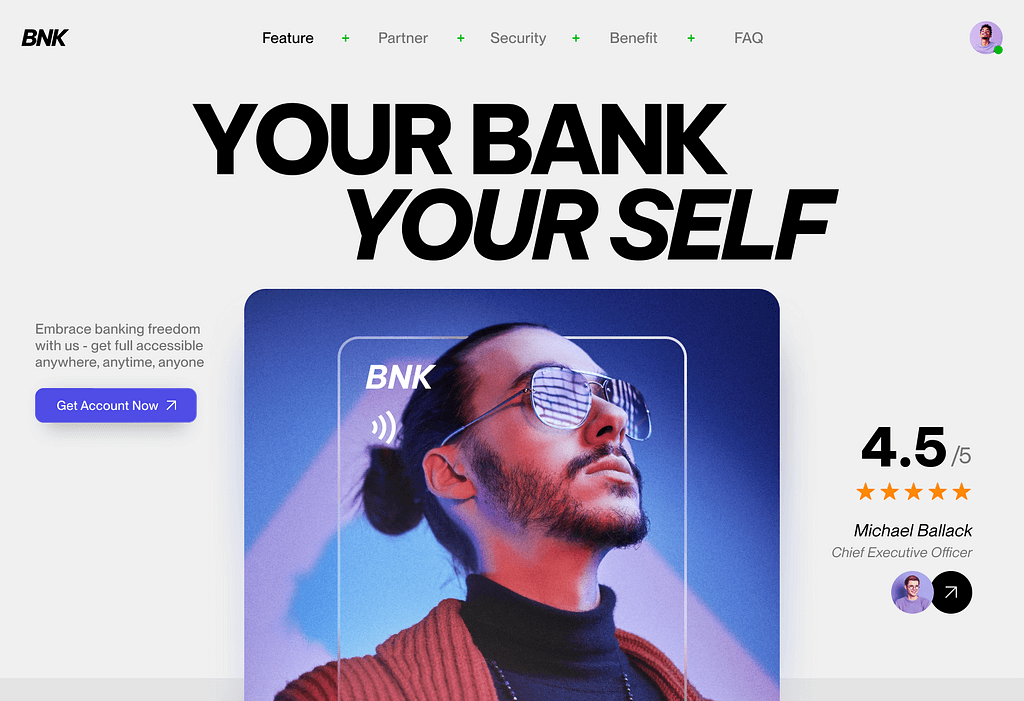 BNK
Feature + Partner + Security + Benefit + FAQ
YOUR BANK
YOUR SELF
Embrace banking freedom
with us - get full accessible
anywhere, anytime, anyone
Get Account Now
BNK
4.5 /5
Michael Ballack
Chief Executive Officer